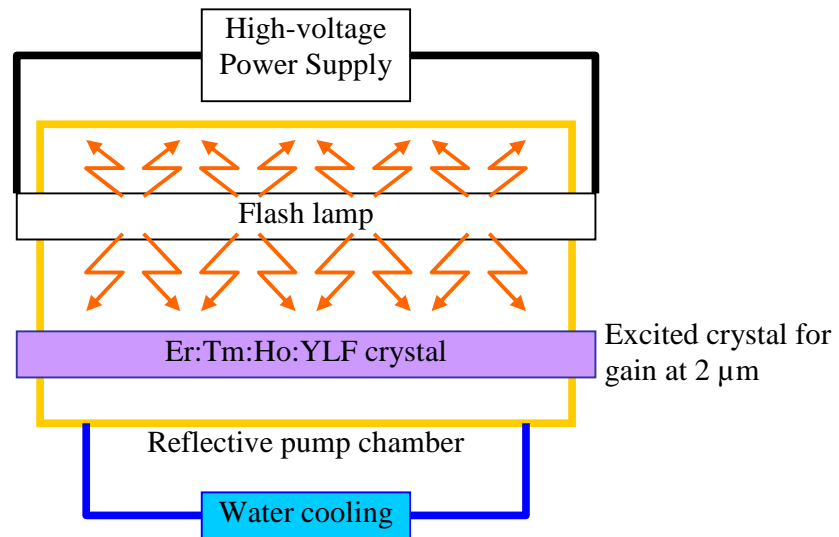 High-voltage
Power Supply
Flash lamp
Er:Tm:Ho:YLF crystal
Excited crystal for
gain at 2 µm
Reflective pump chamber
Water cooling